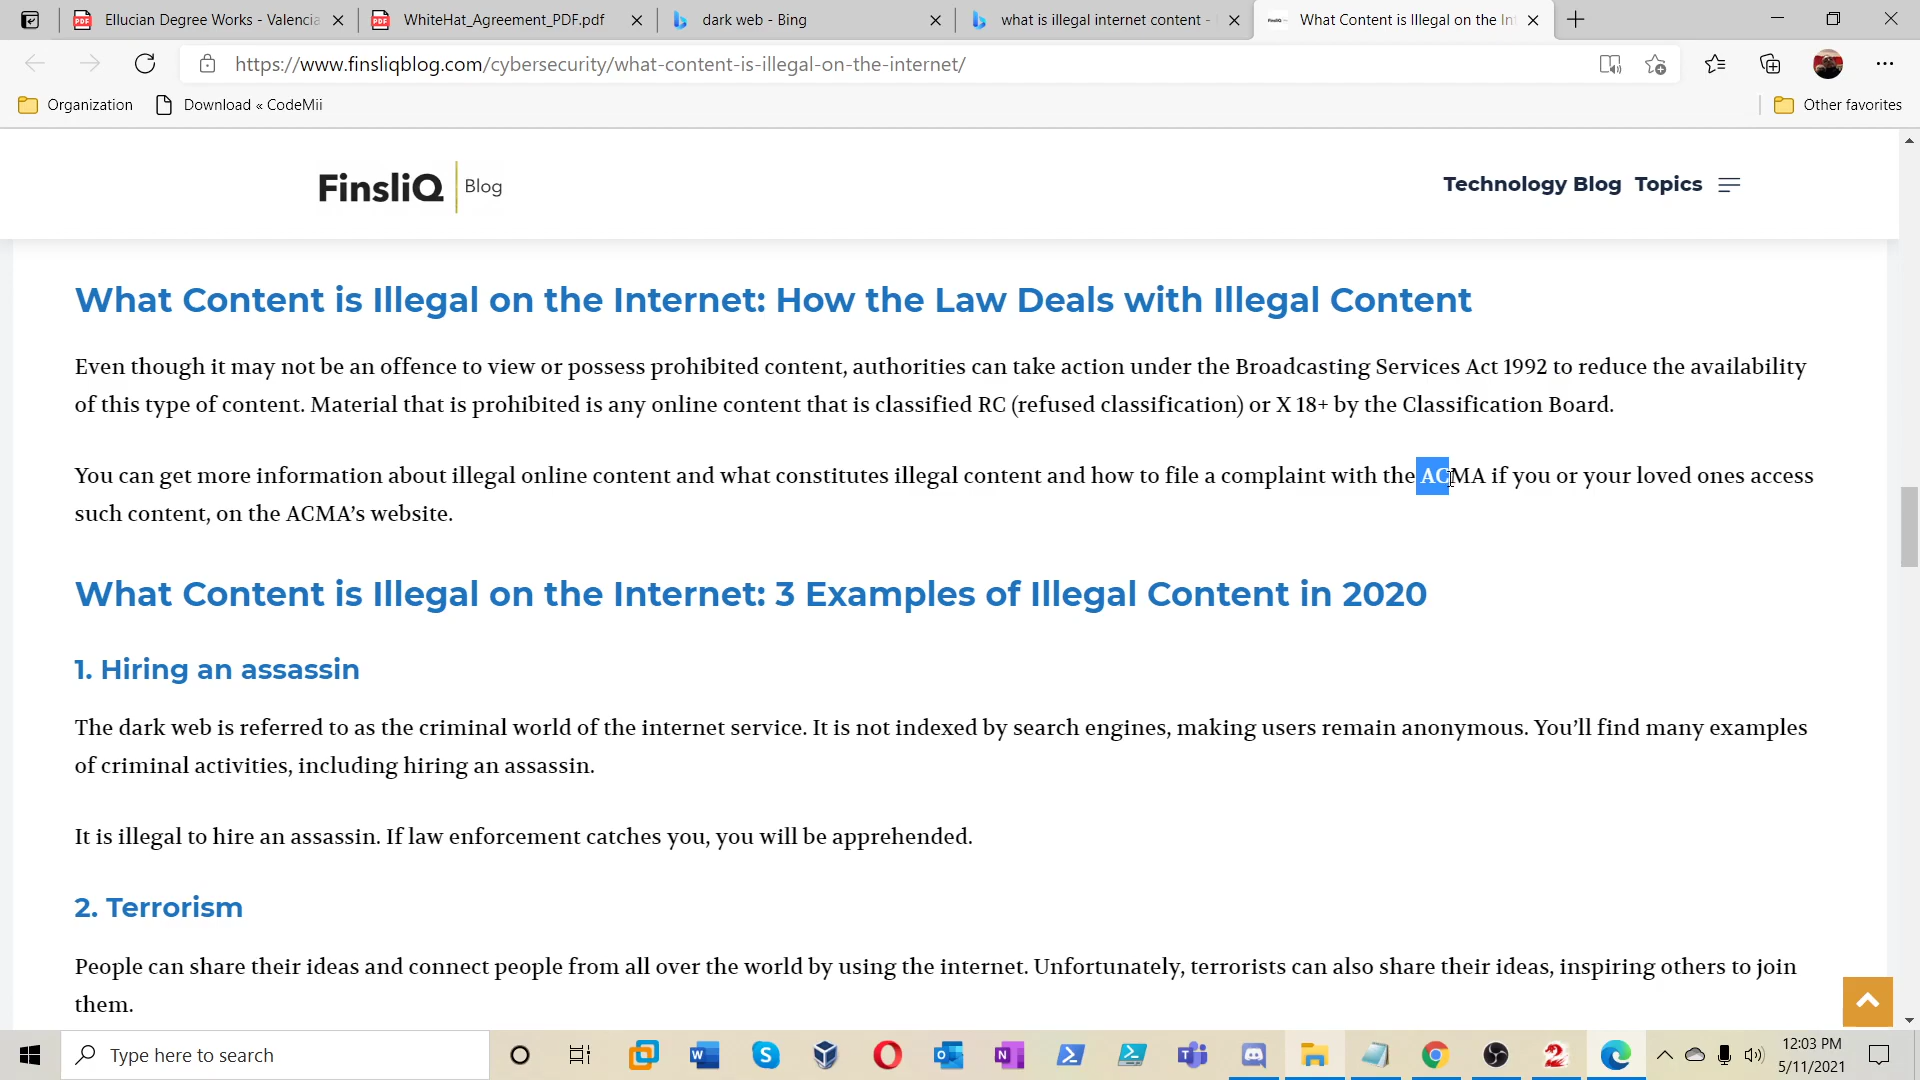 Ellucian Degree Works - Valencia
WhiteHat_Agreement_PDF.pdf
dark web - Bing
what is illegal internet content -
What Content is Illegal on the Int
https://www.finsliqblog.com/cybersecurity/what-content-is-illegal-on-the-internet/
Organization
Download « CodeMii
Other favorites
FinsliQ Blog
Technology Blog Topics
What Content is Illegal on the Internet: How the Law Deals with Illegal Content
Even though it may not be an offence to view or possess prohibited content, authorities can take action under the Broadcasting Services Act 1992 to reduce the availability
of this type of content. Material that is prohibited is any online content that is classified RC (refused classification) or X 18+ by the Classification Board.
You can get more information about illegal online content and what constitutes illegal content and how to file a complaint with the ACMA if you or your loved ones access
such content, on the ACMA’s website.
What Content is Illegal on the Internet: 3 Examples of Illegal Content in 2020
1. Hiring an assassin
The dark web is referred to as the criminal world of the internet service. It is not indexed by search engines, making users remain anonymous. You’ll find many examples
of criminal activities, including hiring an assassin.
It is illegal to hire an assassin. If law enforcement catches you, you will be apprehended.
2. Terrorism
People can share their ideas and connect people from all over the world by using the internet. Unfortunately, terrorists can also share their ideas, inspiring others to join
them.
Type here to search
12:03 PM
5/11/2021